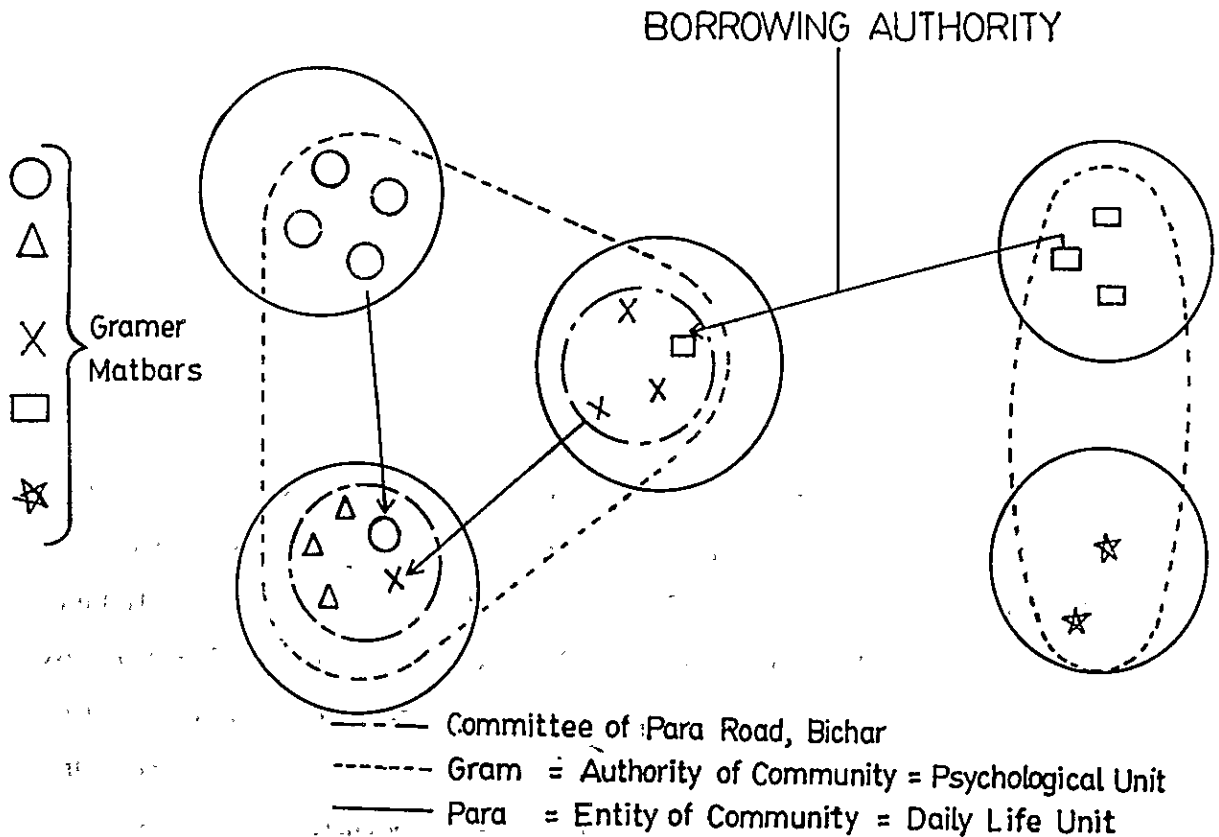 BORROWING AUTHORITY
Gramer
Matbars
Committee of Para Road, Bichar
Gram = Authority of Community = Psychological Unit
Para = Entity of Community = Daily Life Unit